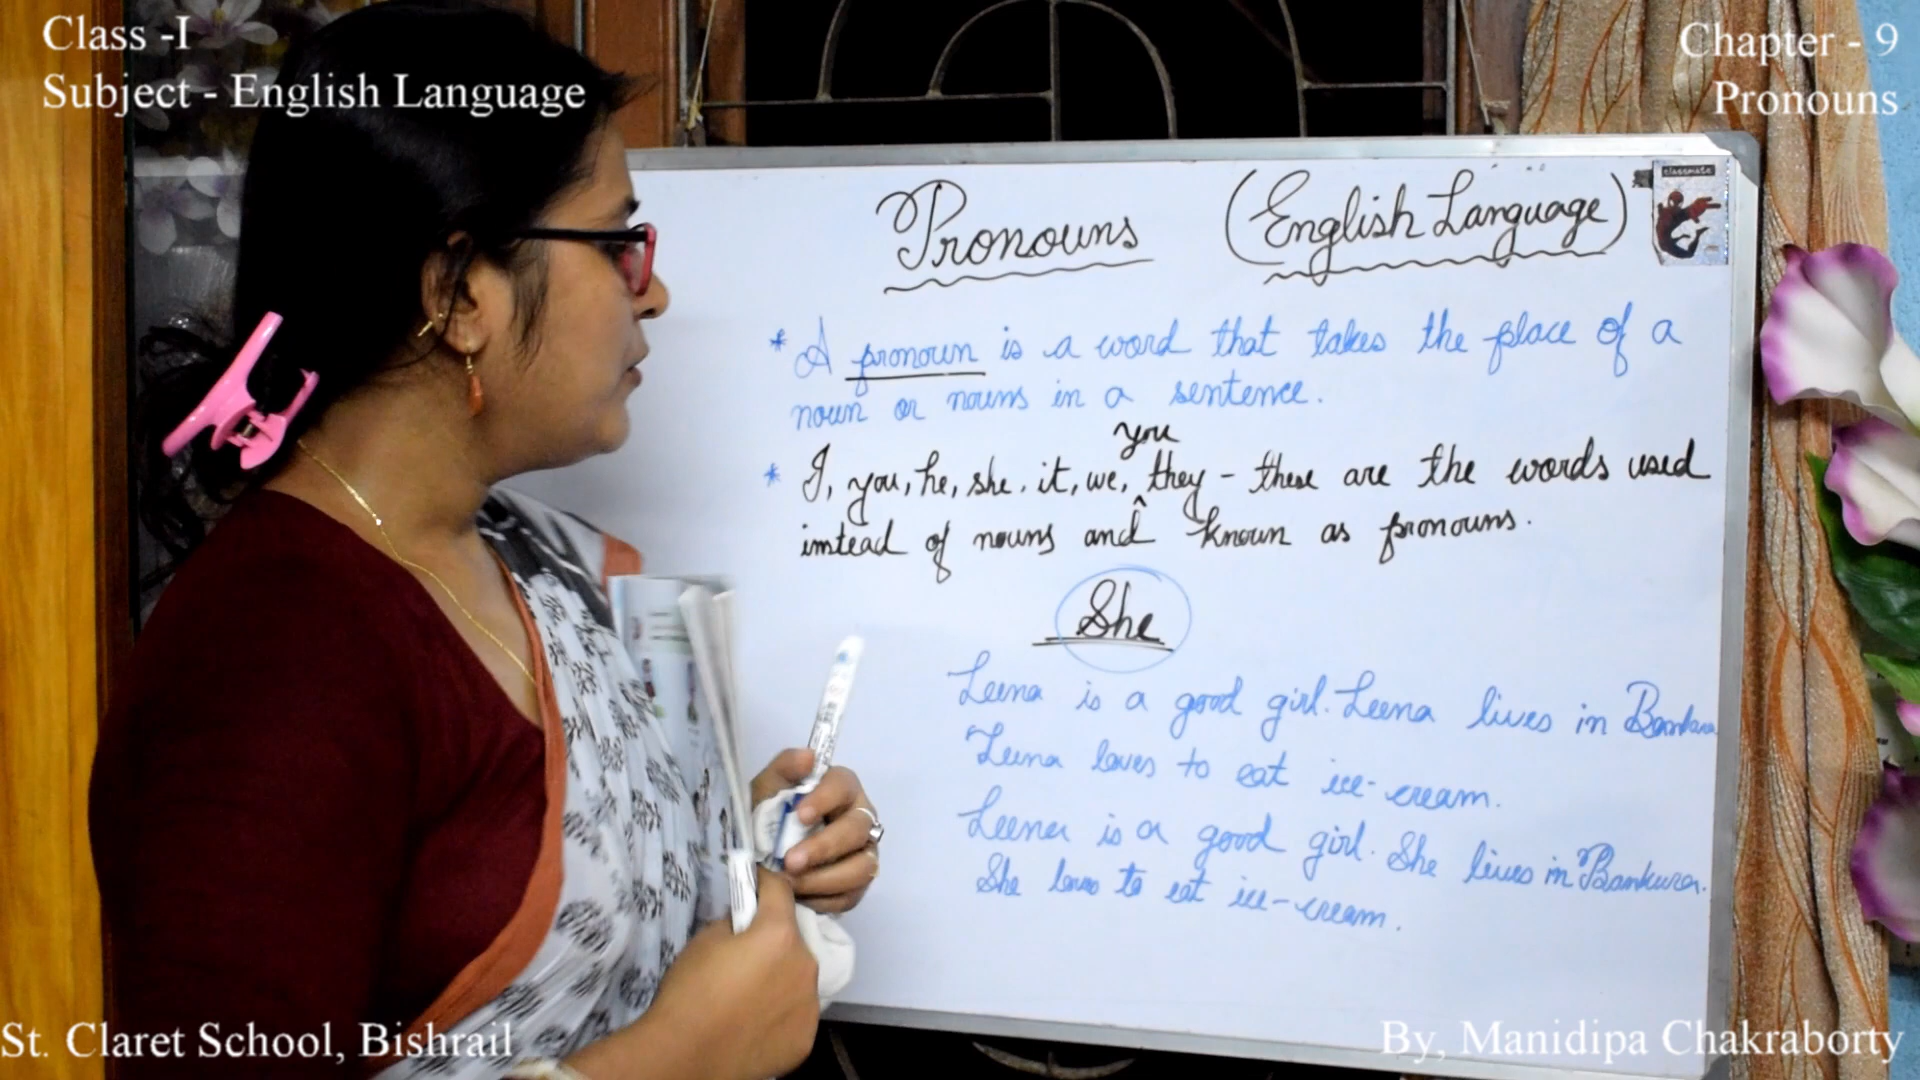 Class -I
Subject - English Language
Chapter - 9
Pronouns
Pronouns (English Language)
classmate
* A pronoun is a word that takes the place of a
noun or nouns in a sentence.
you
* I, you, he, she, it, we, they - these are the words used
instead of nouns and ^ known as pronouns.
She
Leena is a good girl. Leena lives in Bankura
Leena loves to eat ice-cream.
Leena is a good girl. She lives in Bankura.
She loves to eat ice-cream.
St. Claret School, Bishrail
By, Manidipa Chakraborty